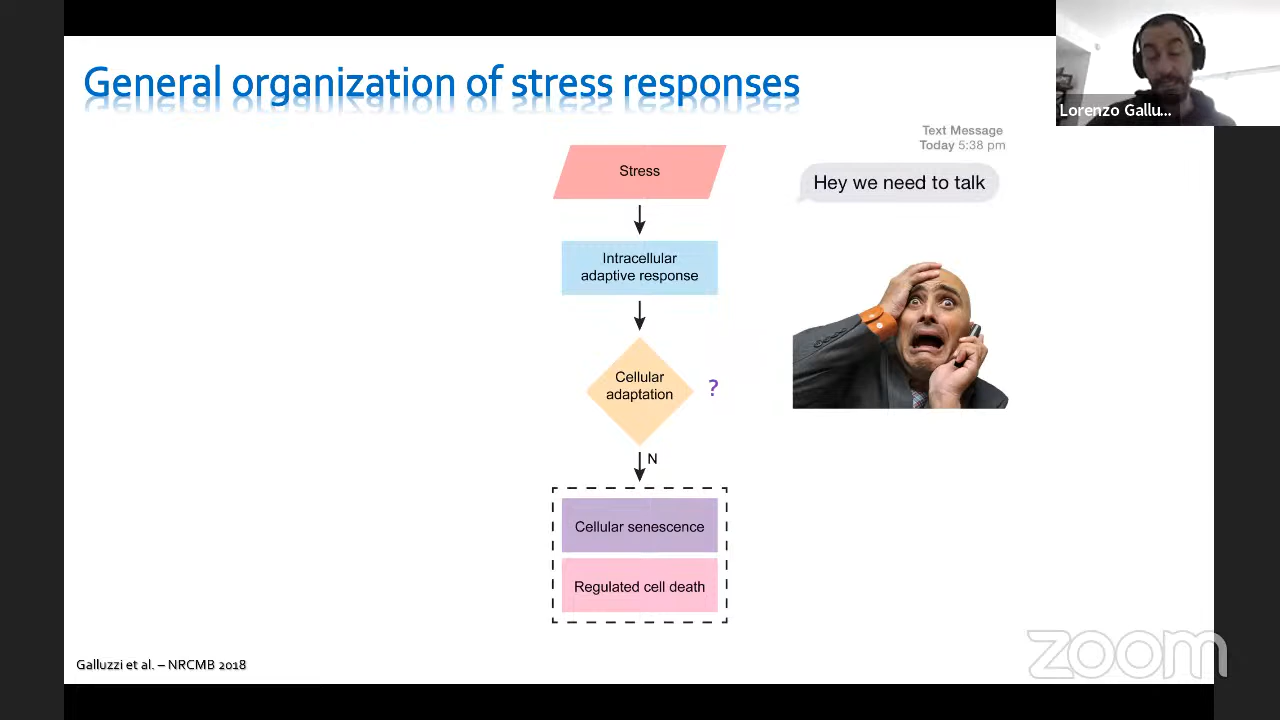 General organization of stress responses
Lorenzo Gallu...
Text Message
Today 5:38 pm
Hey we need to talk
Stress
Intracellular
adaptive response
Cellular
adaptation
?
N
Cellular senescence
Regulated cell death
Galluzzi et al. – NRCMB 2018
zoom